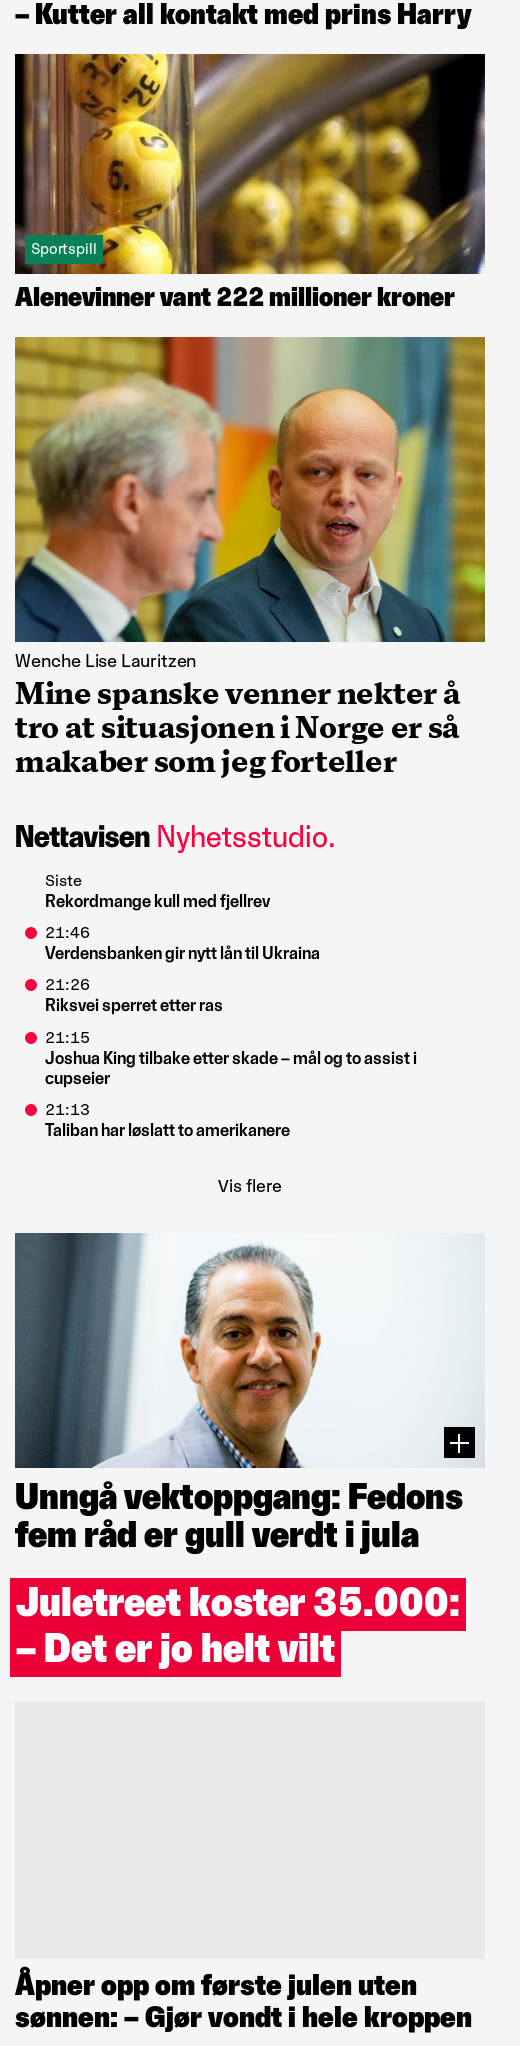 – Kutter all kontakt med prins Harry
6.
Sportspill
Alenevinner vant 222 millioner kroner
Wenche Lise Lauritzen
Mine spanske venner nekter å
tro at situasjonen i Norge er så
makaber som jeg forteller
Nettavisen Nyhetsstudio.
Siste
Rekordmange kull med fjellrev
21:46
Verdensbanken gir nytt lån til Ukraina
21:26
Riksvei sperret etter ras
21:15
Joshua King tilbake etter skade – mål og to assist i
cupseier
21:13
Taliban har løslatt to amerikanere
Vis flere
Unngå vektoppgang: Fedons
fem råd er gull verdt i jula
Juletreet koster 35.000:
– Det er jo helt vilt
Åpner opp om første julen uten
sønnen: – Gjør vondt i hele kroppen